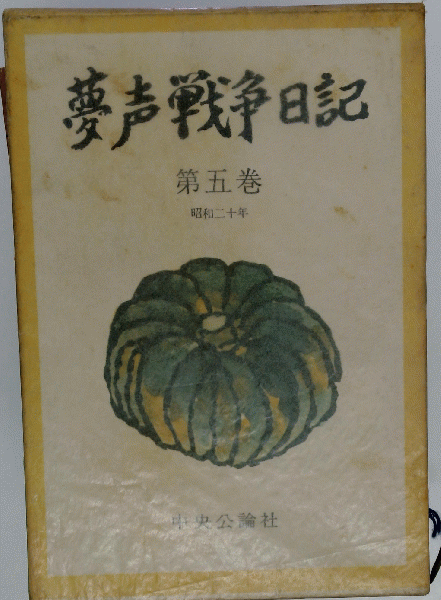 夢声戦争日記
第五巻
昭和二十年
中央公論社